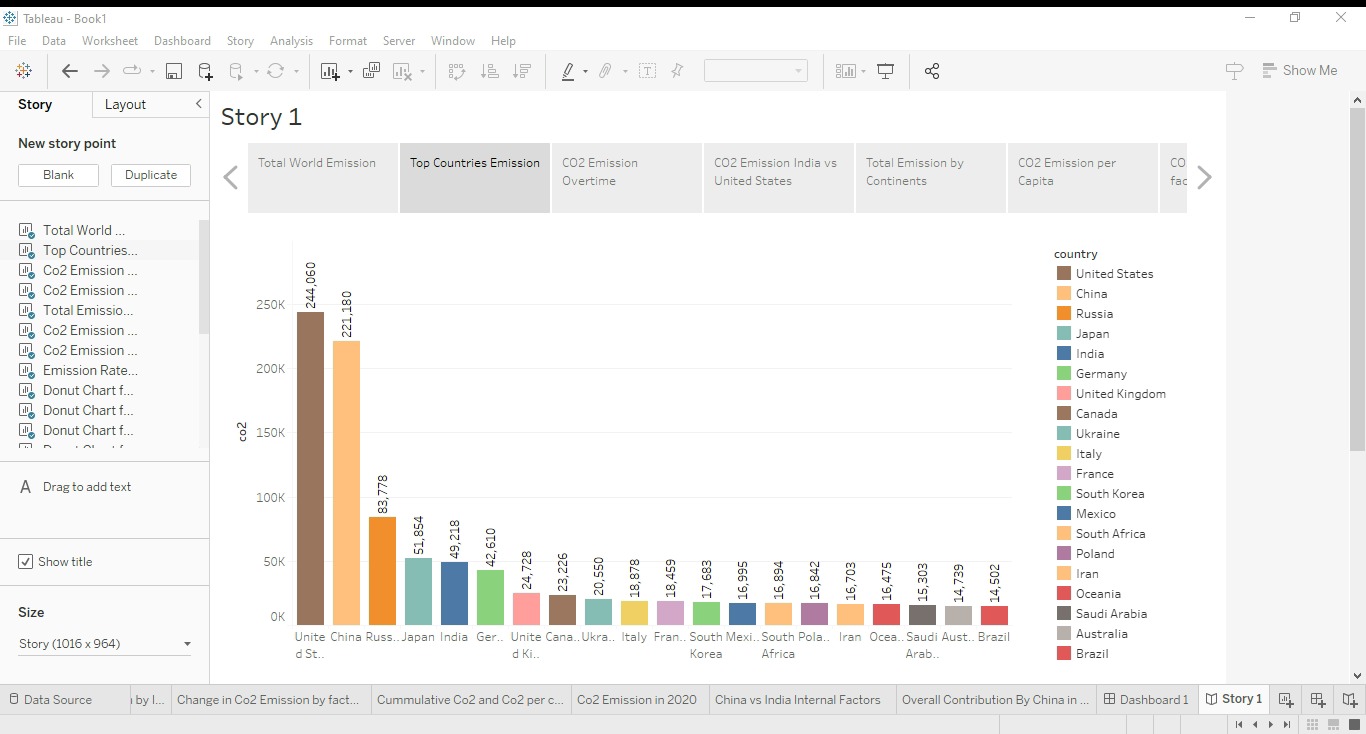 Tableau - Book1
File Data Worksheet Dashboard Story Analysis Format Server Window Help
Show Me
Story Layout
New story point
Blank Duplicate
Total World ...
Top Countries...
Co2 Emission ...
Co2 Emission ...
Total Emissio...
Co2 Emission ...
Co2 Emission ...
Emission Rate...
Donut Chart f...
Donut Chart f...
Donut Chart f...
A Drag to add text
Show title
Size
Story (1016 x 964)
Story 1
Total World Emission
Top Countries Emission
CO2 Emission
Overtime
CO2 Emission India vs
United States
Total Emission by
Continents
CO2 Emission per
Capita
CO
fac
co2
250K
200K
150K
100K
50K
0K
244,060
221,180
83,778
51,854
49,218
42,610
24,728
23,226
20,550
18,878
18,459
17,683
16,995
16,894
16,842
16,703
16,475
15,303
14,739
14,502
Unite
d St..
China
Russ..
Japan
India
Ger..
Unite
d Ki..
Cana..
Ukra..
Italy
Fran..
South
Korea
Mexi..
South
Africa
Pola..
Iran
Ocea..
Saudi
Arab..
Aust..
Brazil
country
United States
China
Russia
Japan
India
Germany
United Kingdom
Canada
Ukraine
Italy
France
South Korea
Mexico
South Africa
Poland
Iran
Oceania
Saudi Arabia
Australia
Brazil
Data Source
by I...
Change in Co2 Emission by fact...
Cummulative Co2 and Co2 per c...
Co2 Emission in 2020
China vs India Internal Factors
Overall Contribution By China in ...
Dashboard 1
Story 1